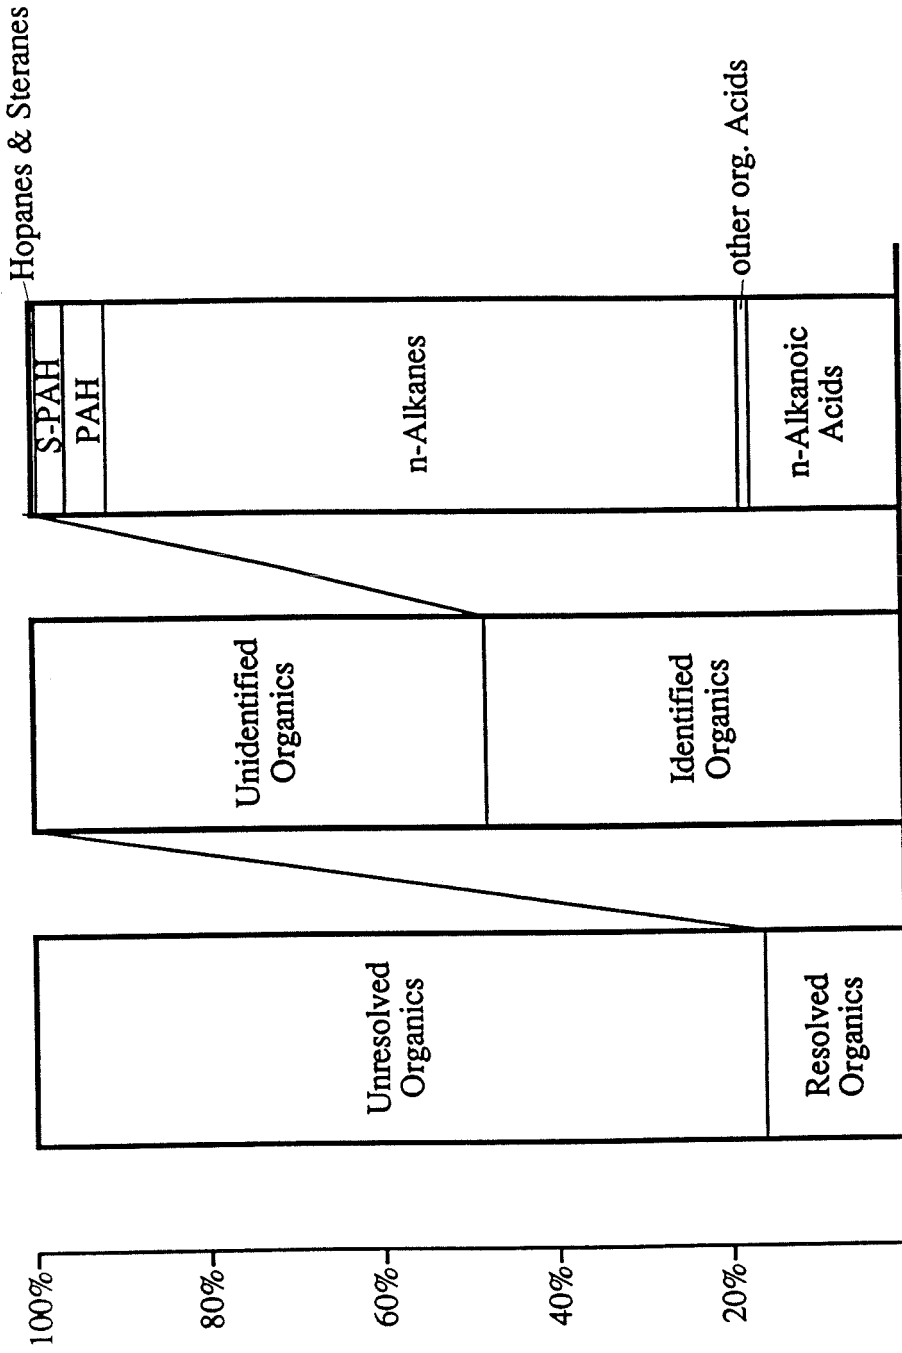 100%
80%
60%
40%
20%
Unresolved
Organics
Resolved
Organics
Unidentified
Organics
Identified
Organics
Hopanes & Steranes
S-PAH
PAH
n-Alkanes
other org. Acids
n-Alkanoic
Acids